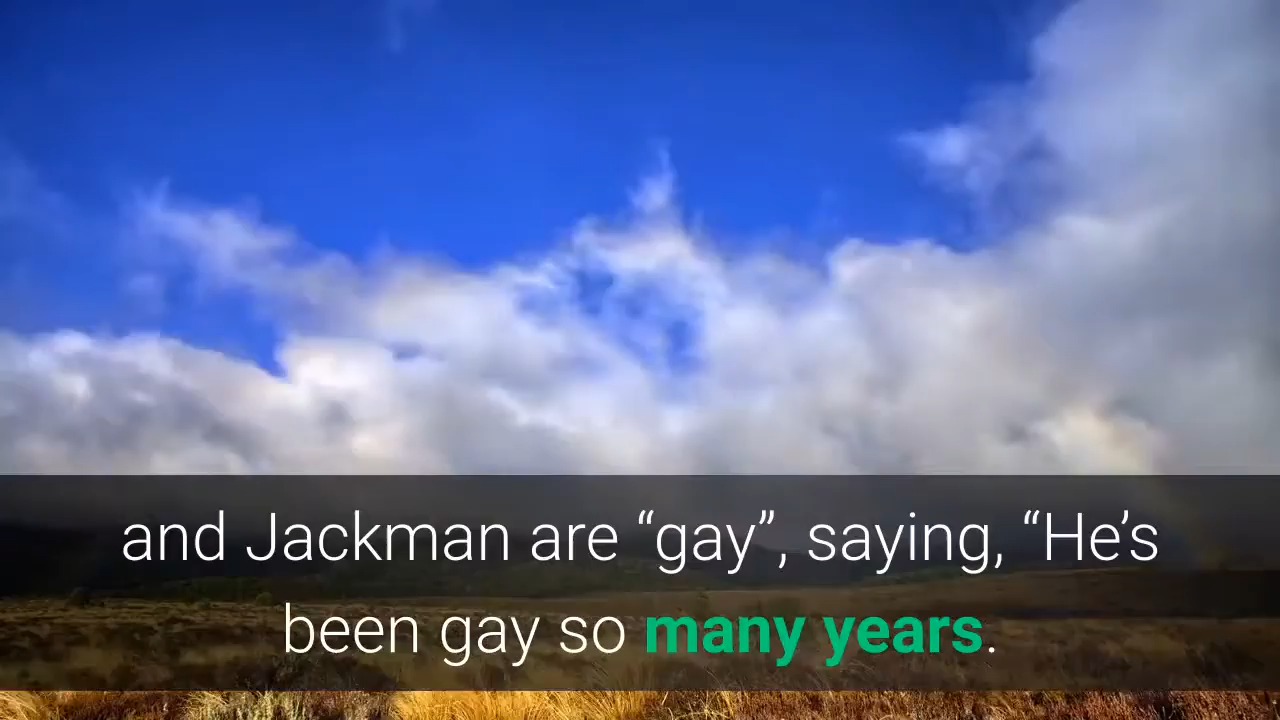 and Jackman are “gay”, saying, “He’s
been gay so many years.